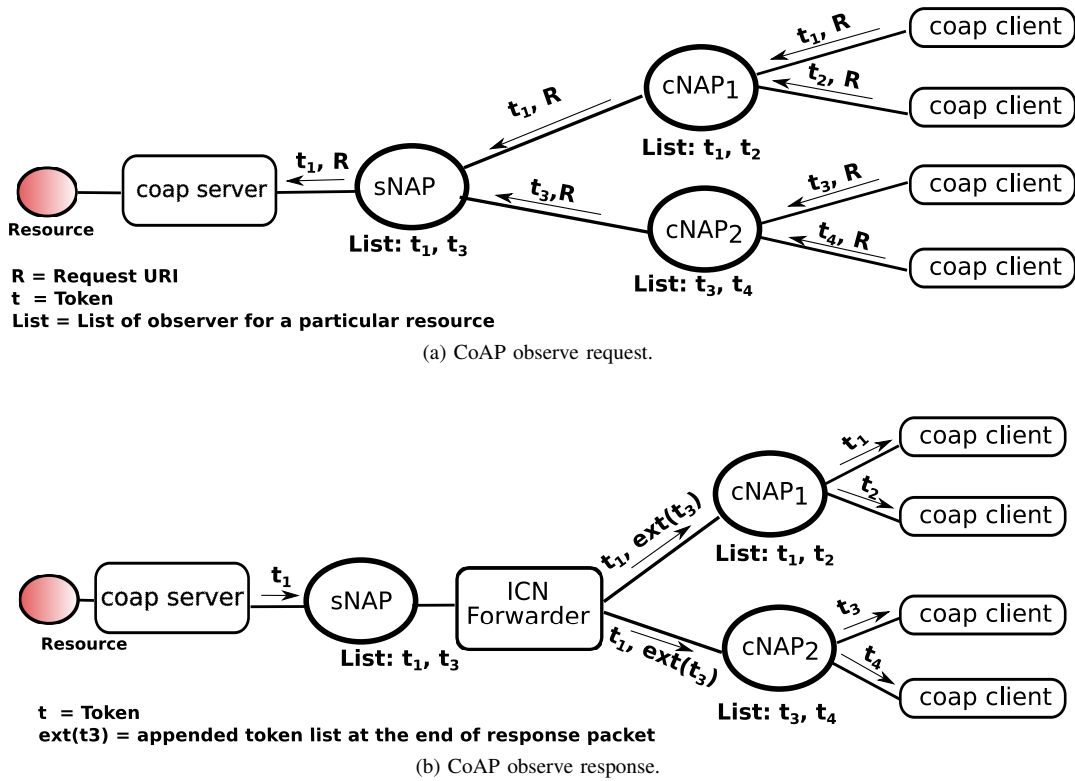 t₁, R
coap client
cNAP₁
t₂, R
coap client
t₁, R
List: t₁, t₂
t₁, R
coap server
sNAP
t₃, R
coap client
t₃,R
cNAP₂
t₄, R
coap client
Resource
List: t₁, t₃
List: t₃, t₄
R = Request URI
t = Token
List = List of observer for a particular resource
(a) CoAP observe request.
t₁
coap client
cNAP₁
t₂
coap client
t₁, ext(t₃)
List: t₁, t₂
coap server
t₁
sNAP
ICN
Forwarder
t₃
coap client
Resource
List: t₁, t₃
t₁, ext(t₃)
cNAP₂
t₄
coap client
List: t₃, t₄
t = Token
ext(t3) = appended token list at the end of response packet
(b) CoAP observe response.